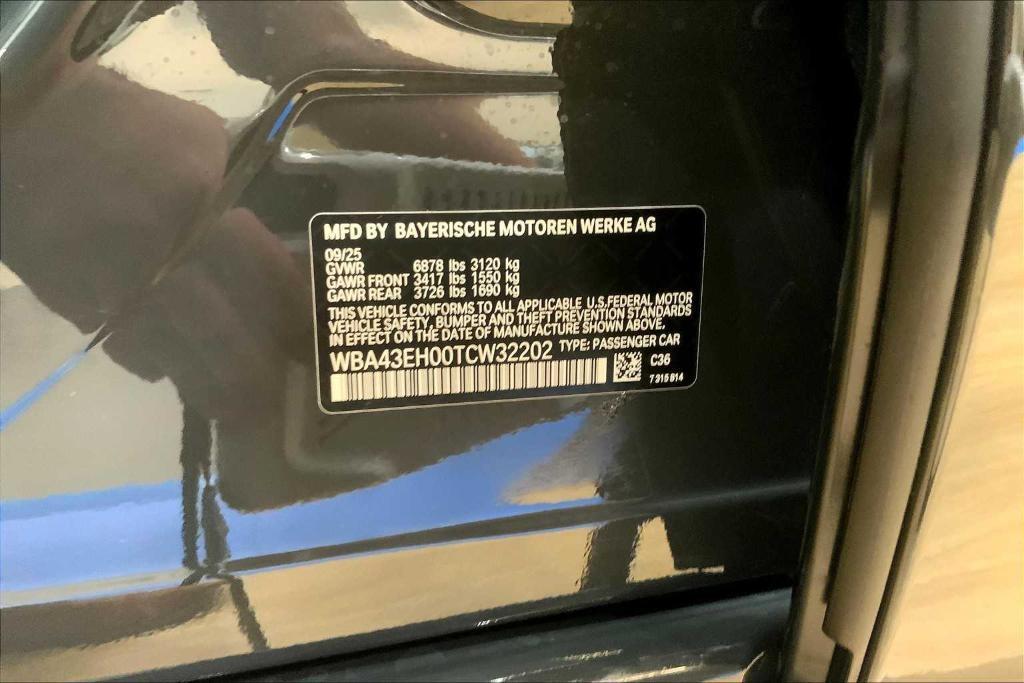 MFD BY BAYERISCHE MOTOREN WERKE AG
09/25
GVWR 6878 lbs 3120 kg
GAWR FRONT 3417 lbs 1550 kg
GAWR REAR 3726 lbs 1690 kg
THIS VEHICLE CONFORMS TO ALL APPLICABLE U.S.FEDERAL MOTOR
VEHICLE SAFETY, BUMPER AND THEFT PREVENTION STANDARDS
IN EFFECT ON THE DATE OF MANUFACTURE SHOWN ABOVE.
WBA43EH00TCW32202 TYPE: PASSENGER CAR
C36
7 315 814